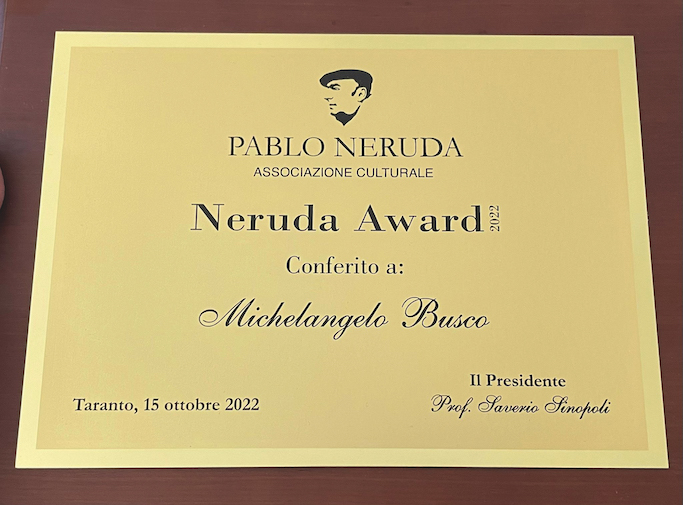 PABLO NERUDA
ASSOCIAZIONE CULTURALE
Neruda Award 2022
Conferito a:
Michelangelo Busco
Il Presidente
Taranto, 15 ottobre 2022
Prof. Saverio Sinopoli